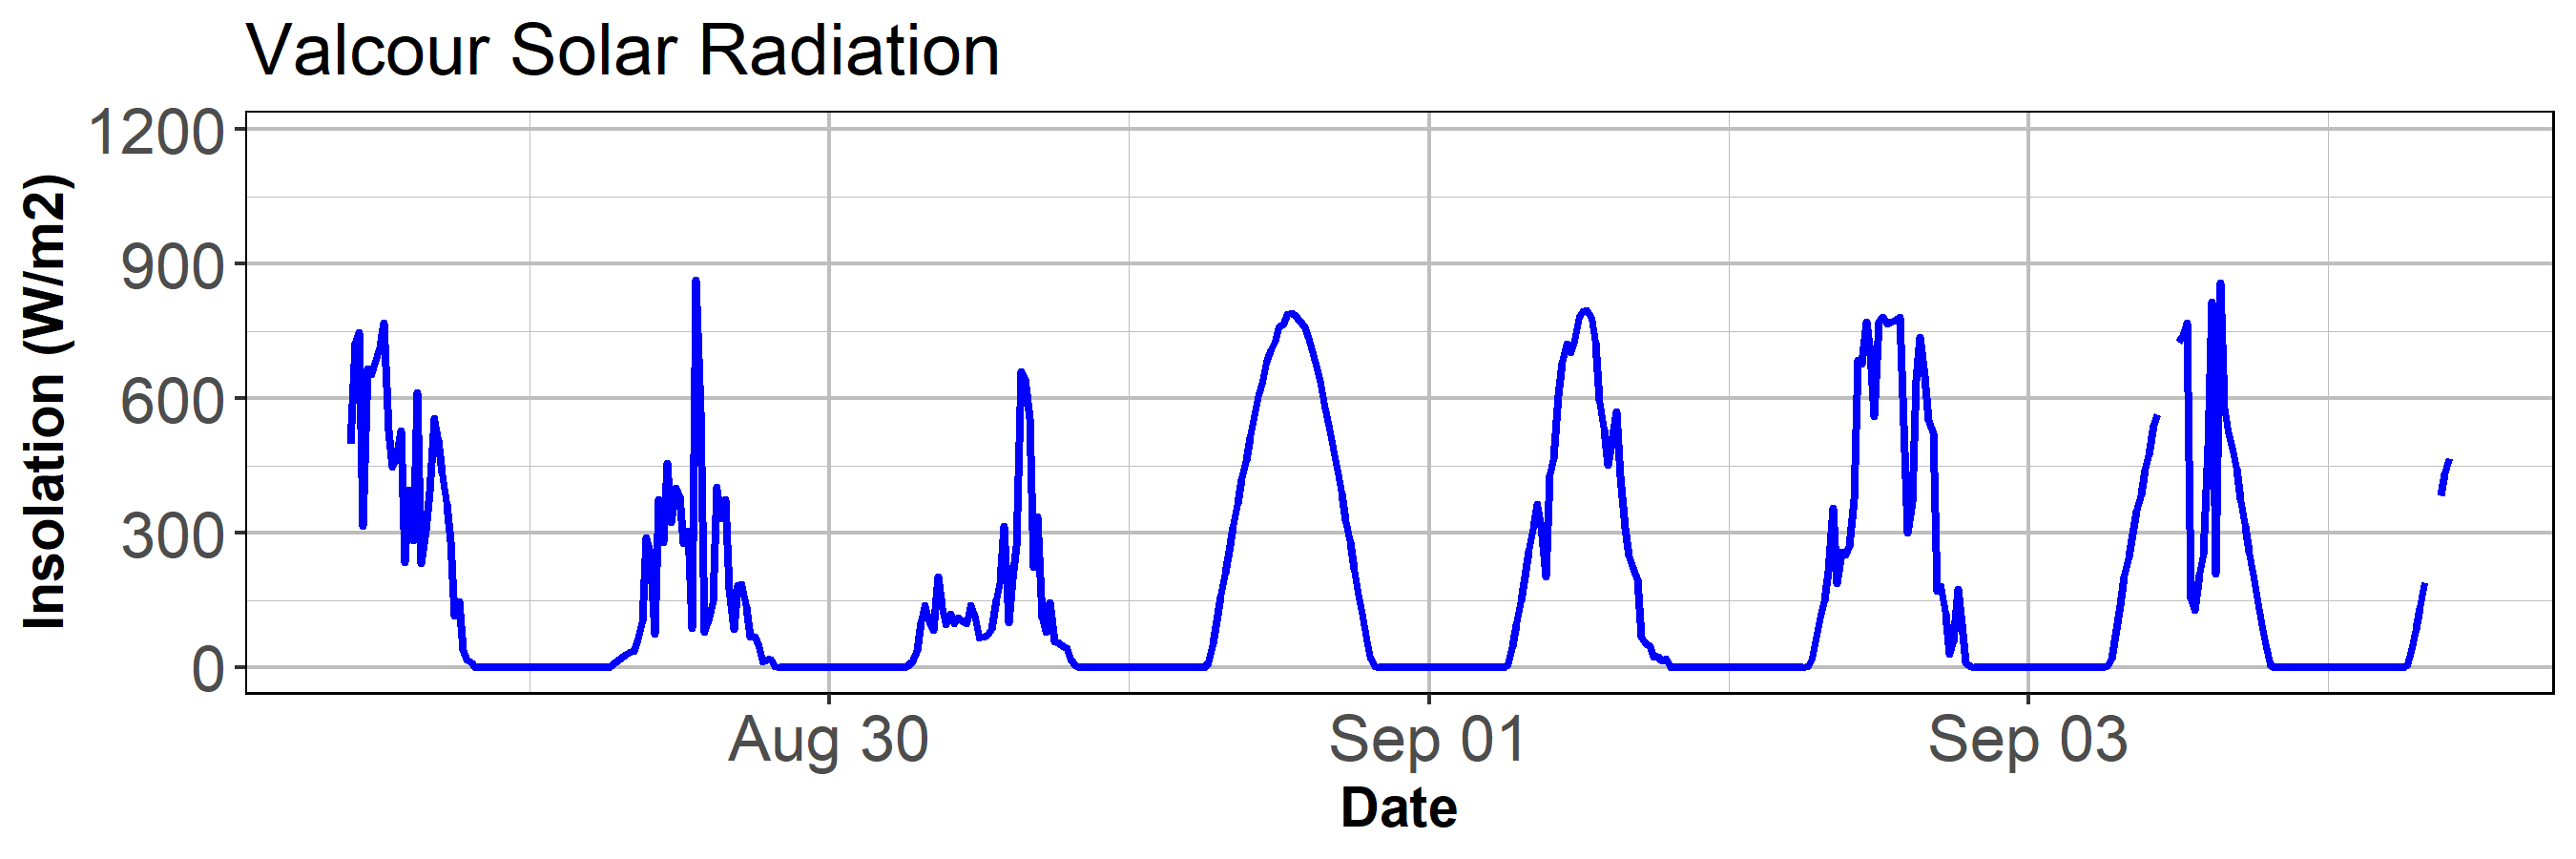 Valcour Solar Radiation
Insolation (W/m2)
1200
900
600
300
0
Aug 30
Sep 01
Sep 03
Date